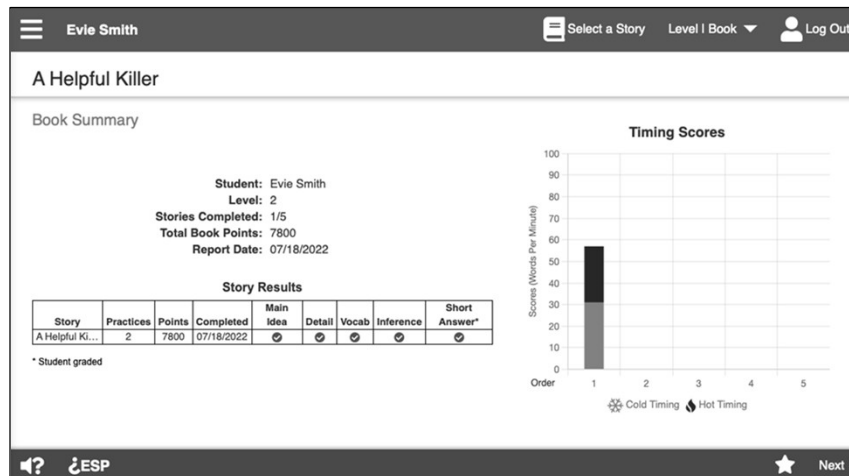 Evie Smith
Select a Story
Level I Book
Log Out
A Helpful Killer
Book Summary
Student: Evie Smith
Level: 2
Stories Completed: 1/5
Total Book Points: 7800
Report Date: 07/18/2022
Story Results
Story Practices Points Completed Main Idea Detail Vocab Inference Short Answer*
A Helpful Ki... 2 7800 07/18/2022
* Student graded
Timing Scores
Scores (Words Per Minute)
100
90
80
70
60
50
40
30
20
10
0
Order 1 2 3 4 5
Cold Timing Hot Timing
? ¿ESP
Next